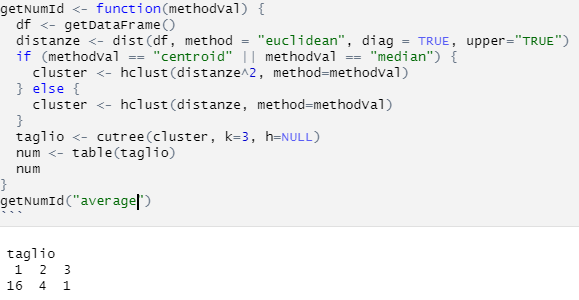 getNumId <- function(methodVal) {
  df <- getDataFrame()
  distanze <- dist(df, method = "euclidean", diag = TRUE, upper="TRUE")
  if (methodVal == "centroid" || methodVal == "median") {
    cluster <- hclust(distanze^2, method=methodVal)
  } else {
    cluster <- hclust(distanze, method=methodVal)
  }
  taglio <- cutree(cluster, k=3, h=NULL)
  num <- table(taglio)
  num
}
getNumId("average")
```
taglio
 1  2  3
16  4  1